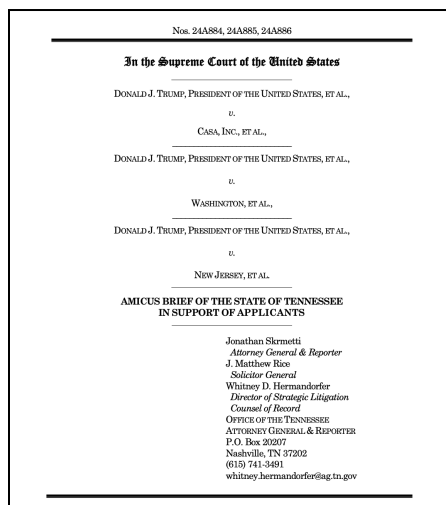 Nos. 24A884, 24A885, 24A886
In the Supreme Court of the United States
DONALD J. TRUMP, PRESIDENT OF THE UNITED STATES, ET AL.,
v.
CASA, INC., ET AL.,
DONALD J. TRUMP, PRESIDENT OF THE UNITED STATES, ET AL.,
v.
WASHINGTON, ET AL.,
DONALD J. TRUMP, PRESIDENT OF THE UNITED STATES, ET AL.,
v.
NEW JERSEY, ET AL.
AMICUS BRIEF OF THE STATE OF TENNESSEE
IN SUPPORT OF APPLICANTS
Jonathan Skrmetti
Attorney General & Reporter
J. Matthew Rice
Solicitor General
Whitney D. Hermandorfer
Director of Strategic Litigation
Counsel of Record
OFFICE OF THE TENNESSEE
ATTORNEY GENERAL & REPORTER
P.O. Box 20207
Nashville, TN 37202
(615) 741-3491
whitney.hermandorfer@ag.tn.gov